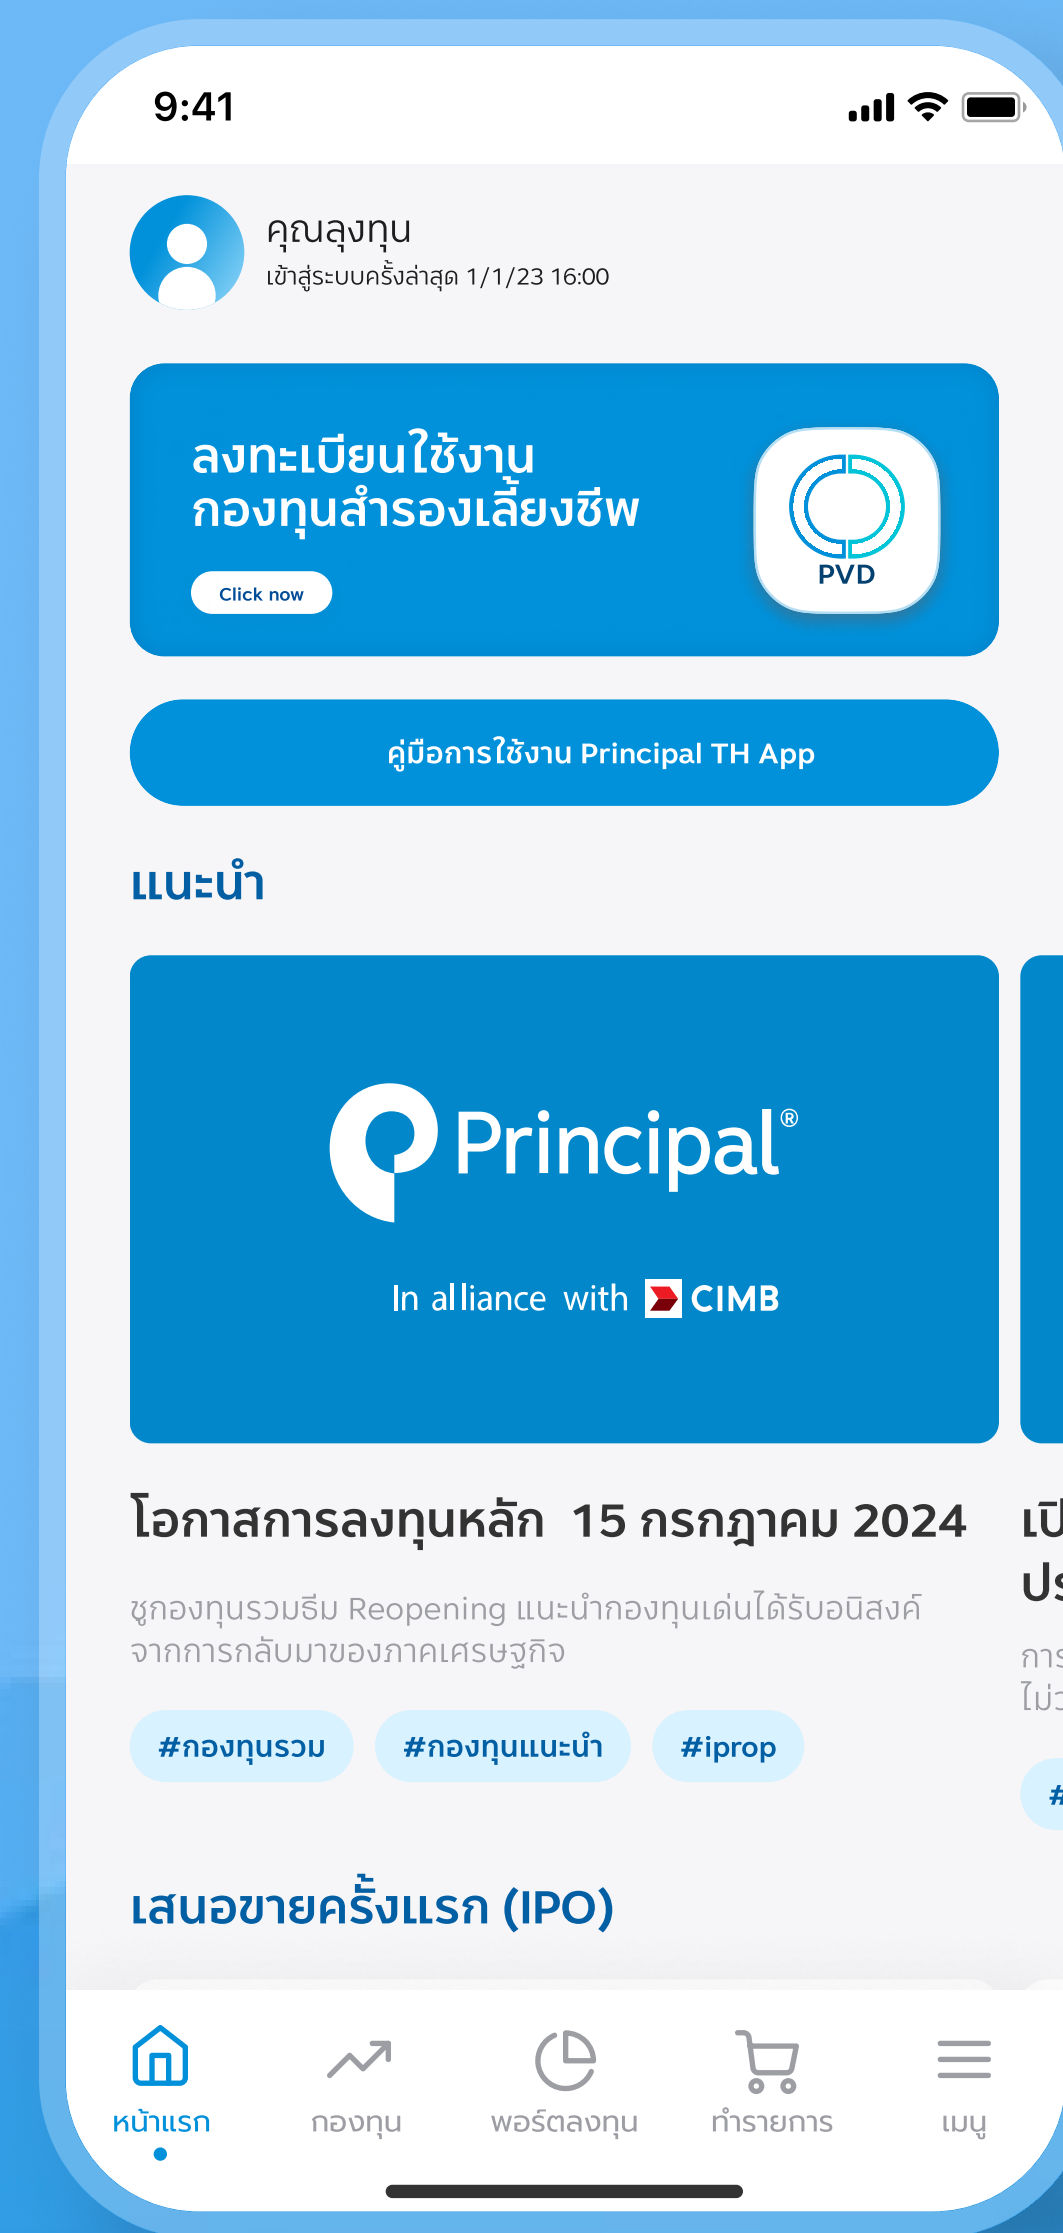 9:41
คุณลุงทุน
เข้าสู่ระบบครั้งล่าสุด 1/1/23 16:00
ลงทะเบียนใช้งาน
กองทุนสำรองเลี้ยงชีพ
Click now
PVD
คู่มือการใช้งาน Principal TH App
แนะนำ
Principal®
In alliance with CIMB
โอกาสการลงทุนหลัก 15 กรกฎาคม 2024
ชูกองทุนรวมธีม Reopening แนะนำกองทุนเด่นได้รับอนิสงค์
จากการกลับมาของภาคเศรษฐกิจ
#กองทุนรวม #กองทุนแนะนำ #iprop
เสนอขายครั้งแรก (IPO)
หน้าแรก กองทุน พอร์ตลงทุน ทำรายการ เมนู